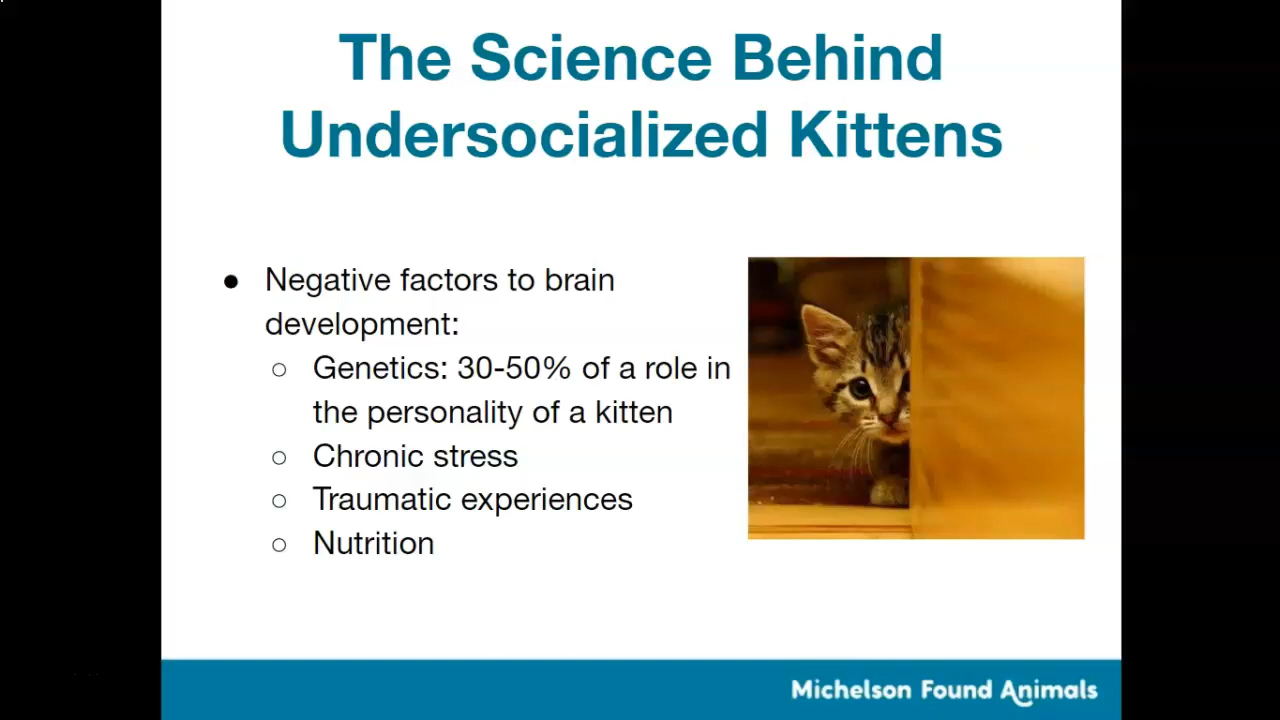 The Science Behind
Undersocialized Kittens
● Negative factors to brain
development:
○ Genetics: 30-50% of a role in
the personality of a kitten
○ Chronic stress
○ Traumatic experiences
○ Nutrition
Michelson Found Animals